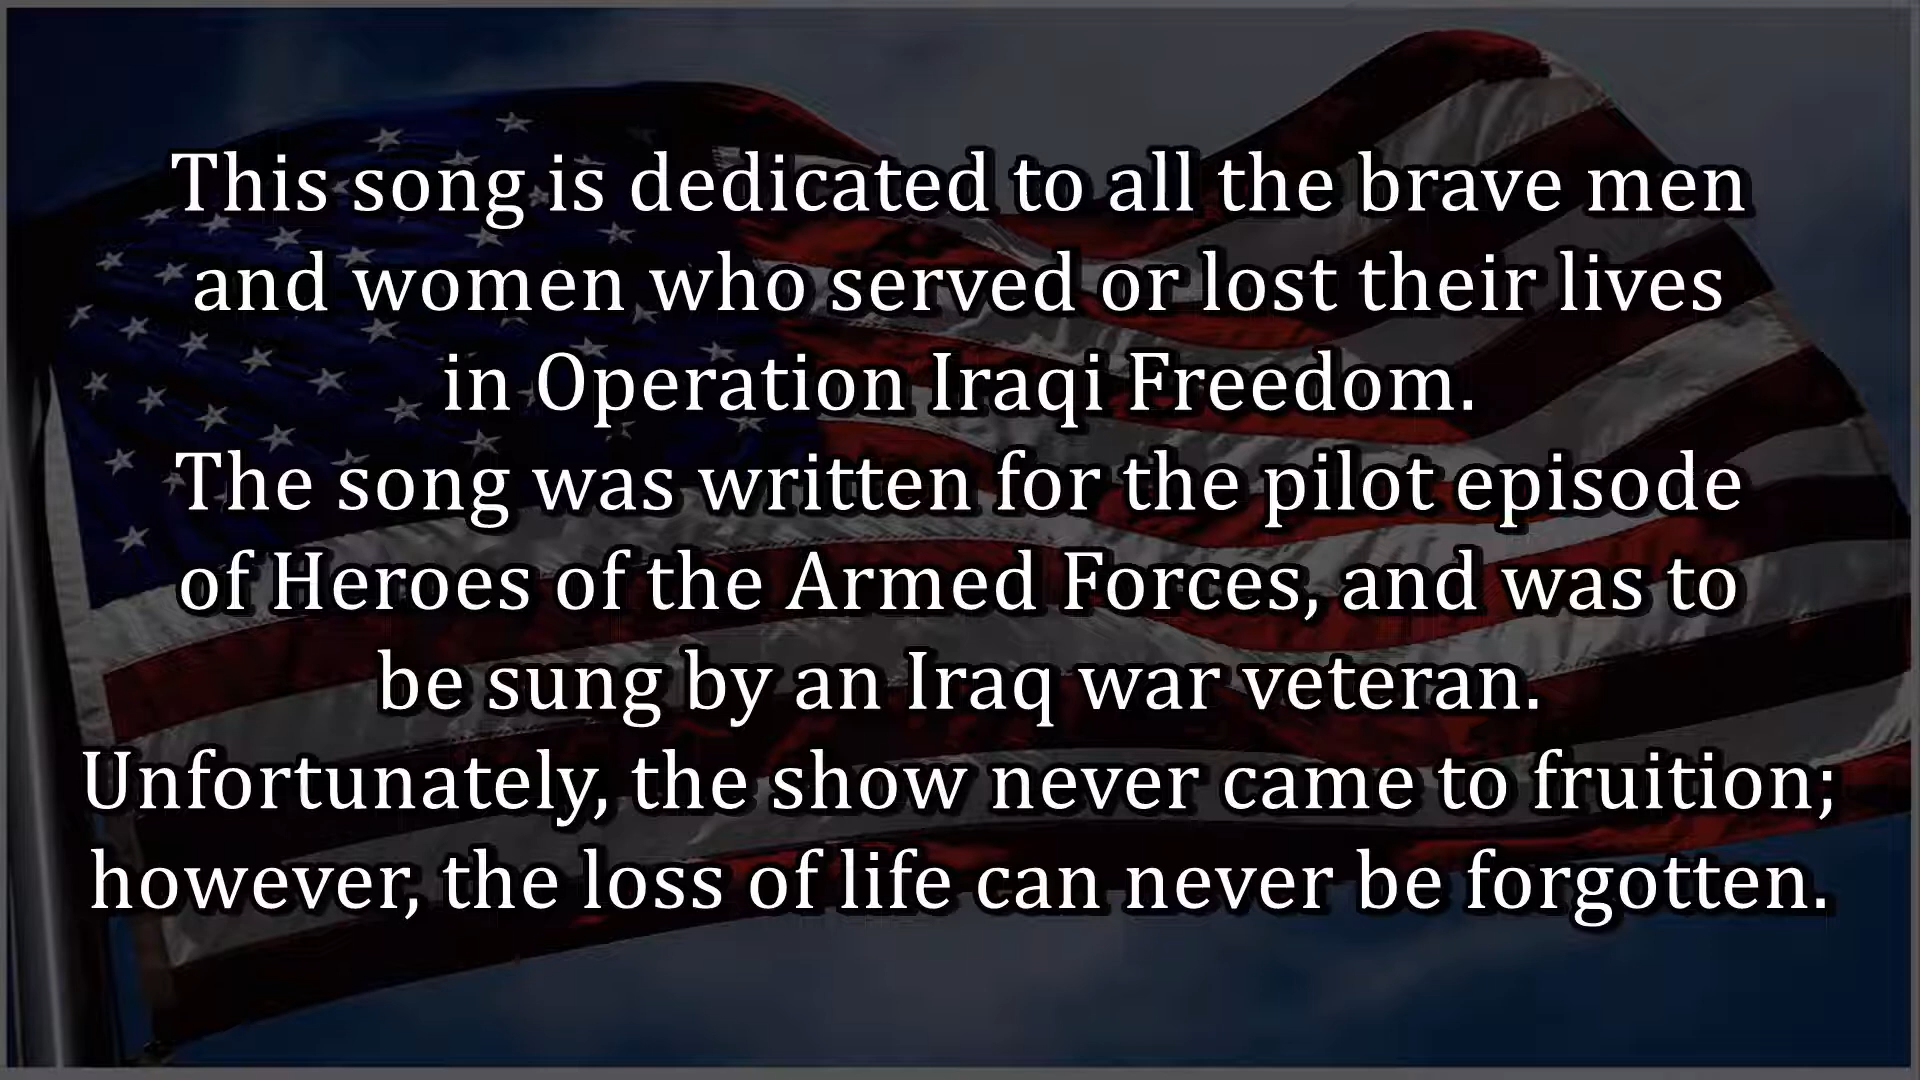 This song is dedicated to all the brave men
and women who served or lost their lives
in Operation Iraqi Freedom.
The song was written for the pilot episode
of Heroes of the Armed Forces, and was to
be sung by an Iraq war veteran.
Unfortunately, the show never came to fruition;
however, the loss of life can never be forgotten.